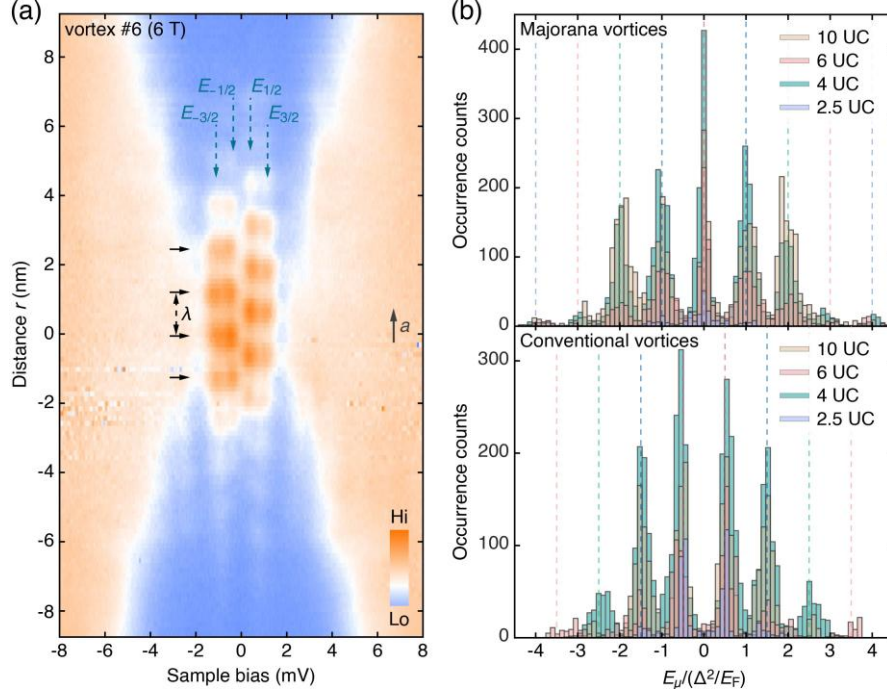 (a)
vortex #6 (6 T)
E₋₁/₂ E₁/₂
E₋₃/₂ E₃/₂
8
6
4
2
0
-2
-4
-6
-8
Distance r (nm)
λ
a
Hi
Lo
-8 -6 -4 -2 0 2 4 6 8
Sample bias (mV)
(b)
Majorana vortices
10 UC
6 UC
4 UC
2.5 UC
400
300
200
100
0
Occurrence counts
Conventional vortices
10 UC
6 UC
4 UC
2.5 UC
300
200
100
0
Occurrence counts
-4 -3 -2 -1 0 1 2 3 4
Eμ/(Δ²/EF)